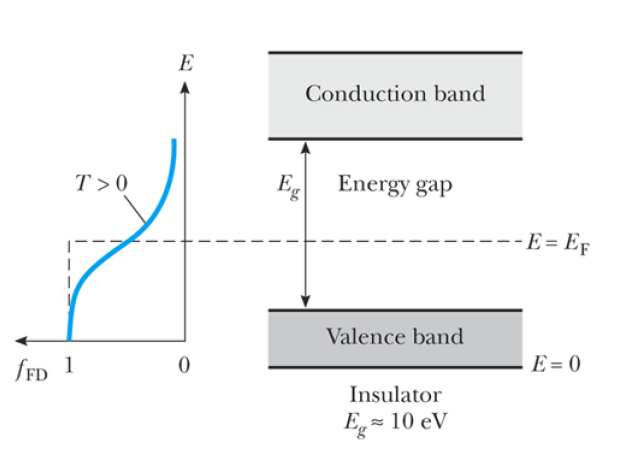 E
Conduction band
T > 0
E_g
Energy gap
E = E_F
Valence band
f_FD
1
0
E = 0
Insulator
E_g ≈ 10 eV